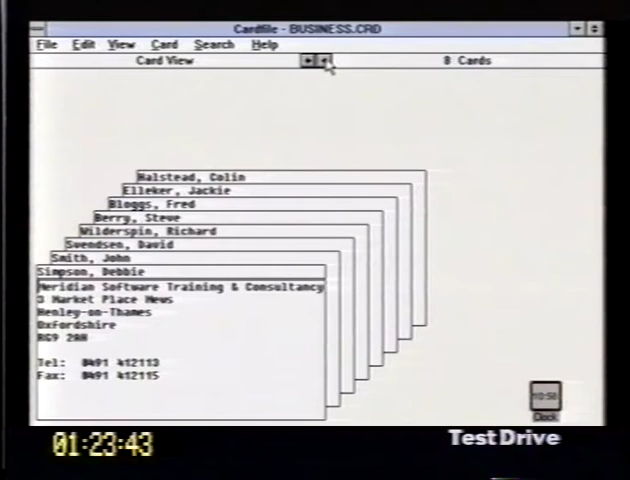 Cardfile - BUSINESS.CRD
File Edit View Card Search Help
Card View 8 Cards
Halstead, Colin
Elleker, Jackie
Bloggs, Fred
Berry, Steve
Wilderspin, Richard
Svendsen, David
Smith, John
Simpson, Debbie
Meridian Software Training & Consultancy
3 Market Place Mews
Henley-on-Thames
Oxfordshire
RG9 2AH
Tel: 0491 412113
Fax: 0491 412115
Clock
01:23:43
TestDrive